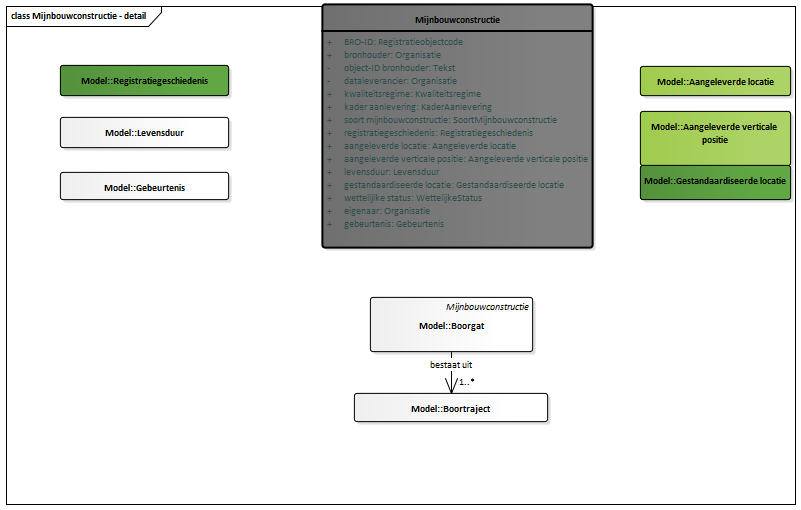 class Mijnbouwconstructie - detail
Mijnbouwconstructie
+ BRO-ID: Registratieobjectcode
+ bronhouder: Organisatie
- object-ID bronhouder: Tekst
- dataleverancier: Organisatie
+ kwaliteitsregime: Kwaliteitsregime
+ kader aanlevering: KaderAanlevering
+ soort mijnbouwconstructie: SoortMijnbouwconstructie
+ registratiegeschiedenis: Registratiegeschiedenis
+ aangeleverde locatie: Aangeleverde locatie
+ aangeleverde verticale positie: Aangeleverde verticale positie
+ levensduur: Levensduur
+ gestandaardiseerde locatie: Gestandaardiseerde locatie
+ wettelijke status: WettelijkeStatus
+ eigenaar: Organisatie
+ gebeurtenis: Gebeurtenis
Model::Registratiegeschiedenis
Model::Levensduur
Model::Gebeurtenis
Model::Aangeleverde locatie
Model::Aangeleverde verticale
positie
Model::Gestandaardiseerde locatie
Mijnbouwconstructie
Model::Boorgat
bestaat uit
1..*
Model::Boortraject